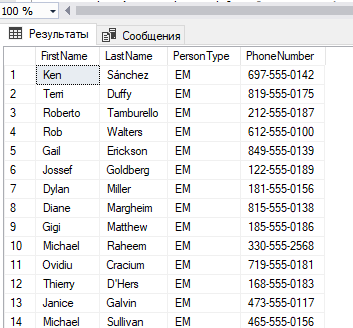 100 %
Результаты Сообщения
FirstName LastName PersonType PhoneNumber
1 Ken Sánchez EM 697-555-0142
2 Terri Duffy EM 819-555-0175
3 Roberto Tamburello EM 212-555-0187
4 Rob Walters EM 612-555-0100
5 Gail Erickson EM 849-555-0139
6 Jossef Goldberg EM 122-555-0189
7 Dylan Miller EM 181-555-0156
8 Diane Margheim EM 815-555-0138
9 Gigi Matthew EM 185-555-0186
10 Michael Raheem EM 330-555-2568
11 Ovidiu Cracium EM 719-555-0181
12 Thierry D'Hers EM 168-555-0183
13 Janice Galvin EM 473-555-0117
14 Michael Sullivan EM 465-555-0156